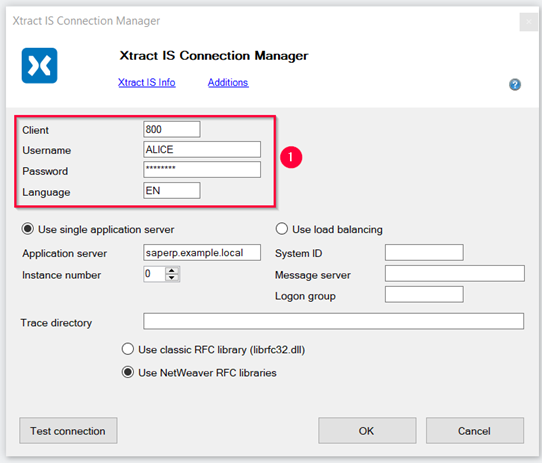 Xtract IS Connection Manager
×
Xtract IS Connection Manager
Xtract IS Info Additions
?
Client 800
Username ALICE
Password ********
Language EN
1
Use single application server Use load balancing
Application server saperp.example.local System ID
Instance number 0 Message server
Logon group
Trace directory
Use classic RFC library (librfc32.dll)
Use NetWeaver RFC libraries
Test connection OK Cancel